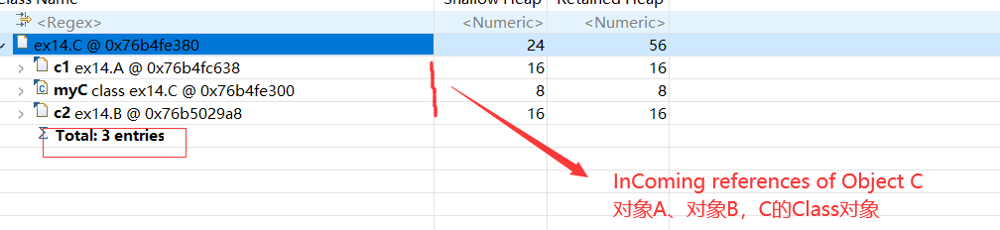 Class Name Shallow Heap Retained Heap
<Regex> <Numeric> <Numeric>
ex14.C @ 0x76b4fe380 24 56
c1 ex14.A @ 0x76b4fc638 16 16
myC class ex14.C @ 0x76b4fe300 8 8
c2 ex14.B @ 0x76b5029a8 16 16
Σ Total: 3 entries
InComing references of Object C
对象A、对象B，C的Class对象